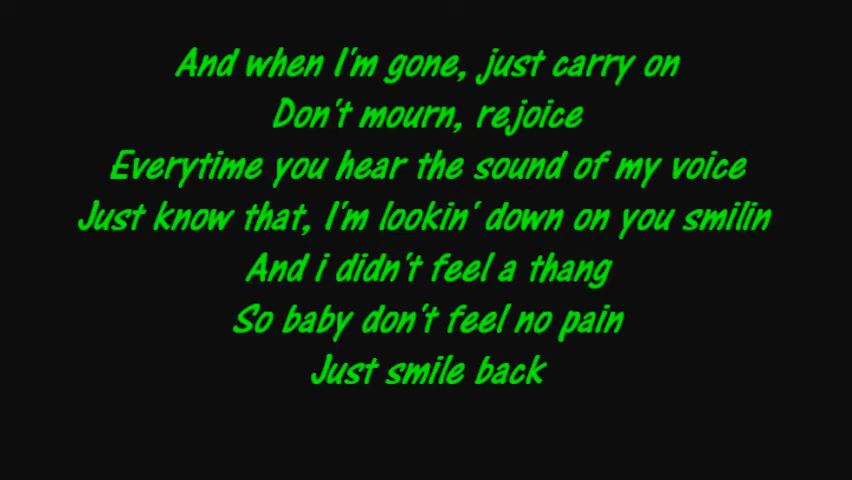 And when I'm gone, just carry on
Don't mourn, rejoice
Everytime you hear the sound of my voice
Just know that, I'm lookin' down on you smilin
And i didn't feel a thang
So baby don't feel no pain
Just smile back